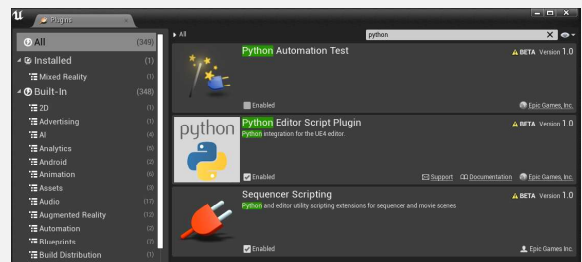 Plugins
All
python
All (349)
Installed (1)
Mixed Reality (1)
Built-In (348)
2D (1)
Advertising (1)
AI (4)
Analytics (5)
Android (2)
Animation (6)
Assets (3)
Audio (17)
Augmented Reality (12)
Automation (2)
Blueprints (7)
Build Distribution (1)
Python Automation Test
BETA Version 1.0
Enabled
Epic Games, Inc.
python
Python Editor Script Plugin
BETA Version 1.0
Python integration for the UE4 editor.
Enabled
Support Documentation Epic Games, Inc.
Sequencer Scripting
BETA Version 1.0
Python and editor utility scripting extensions for sequencer and movie scenes
Enabled
Epic Games Inc.